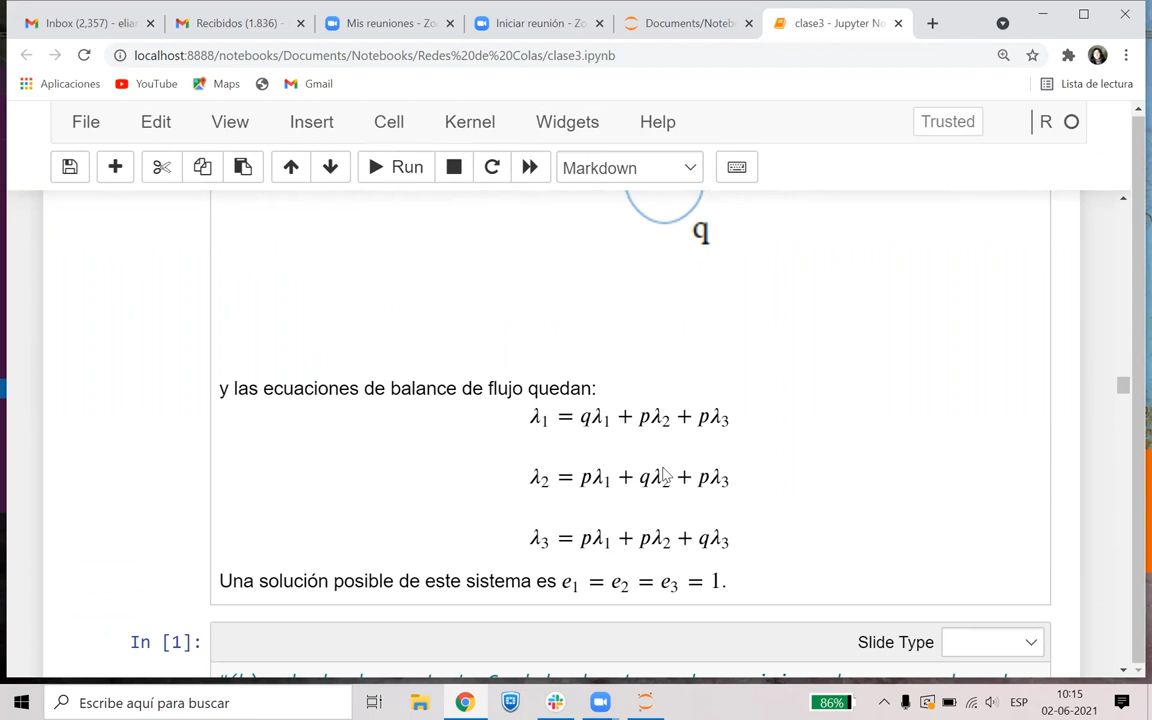 Inbox (2,357) - elia
Recibidos (1.836) -
Mis reuniones - Zo
Iniciar reunión - Zo
Documents/Noteb
clase3 - Jupyter No
localhost:8888/notebooks/Documents/Notebooks/Redes%20de%20Colas/clase3.ipynb
Aplicaciones
YouTube
Maps
Gmail
Lista de lectura
File Edit View Insert Cell Kernel Widgets Help
Trusted
R
Run
Markdown
q
y las ecuaciones de balance de flujo quedan:
λ₁ = qλ₁ + pλ₂ + pλ₃
λ₂ = pλ₁ + qλ₂ + pλ₃
λ₃ = pλ₁ + pλ₂ + qλ₃
Una solución posible de este sistema es e₁ = e₂ = e₃ = 1.
In [1]:
Slide Type
Escribe aquí para buscar
86%
ESP
10:15
02-06-2021